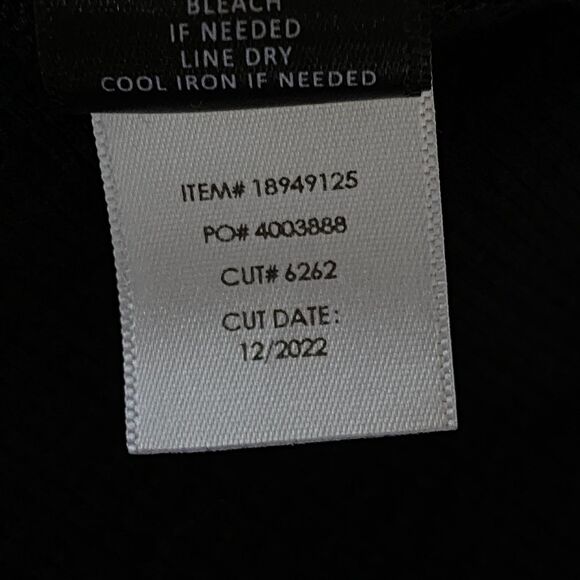 BLEACH
IF NEEDED
LINE DRY
COOL IRON IF NEEDED
ITEM# 18949125
PO# 4003888
CUT# 6262
CUT DATE:
12/2022